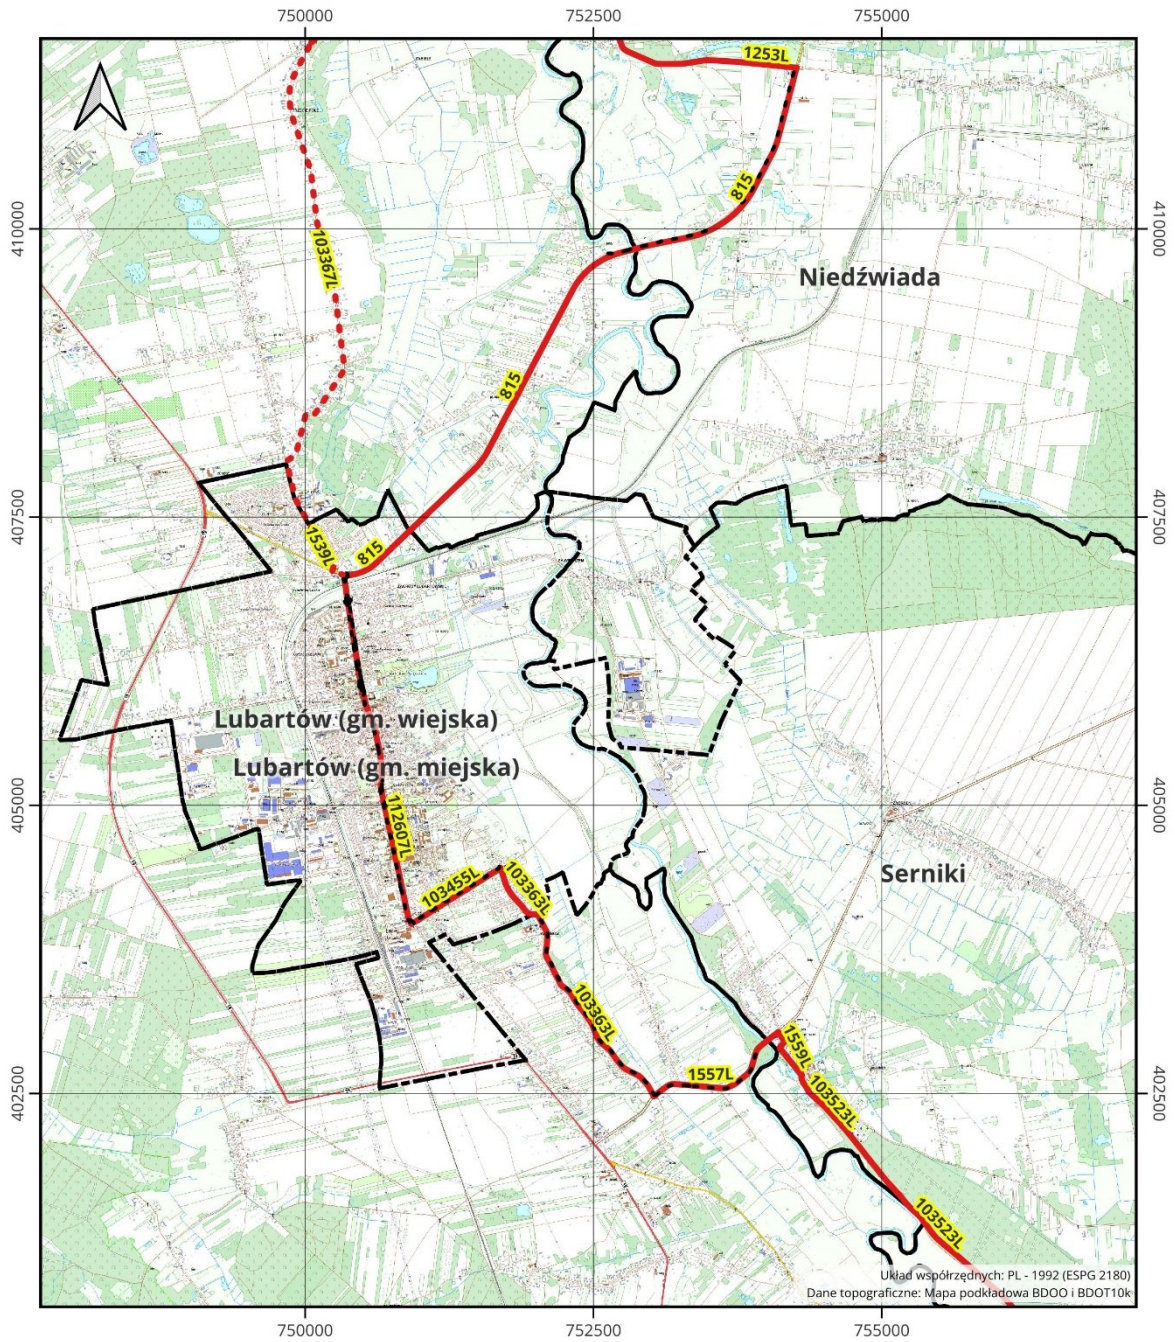 750000
752500
755000
1253L
815
103367L
410000
410000
Niedźwiada
815
407500
407500
1539L
815
Lubartów (gm. wiejska)
Lubartów (gm. miejska)
405000
405000
112607L
Serniki
103455L
103363L
103363L
1559L
1557L
103523L
402500
402500
103523L
Układ współrzędnych: PL - 1992 (ESPG 2180)
Dane topograficzne: Mapa podkładowa BDOO i BDOT10k
750000
752500
755000